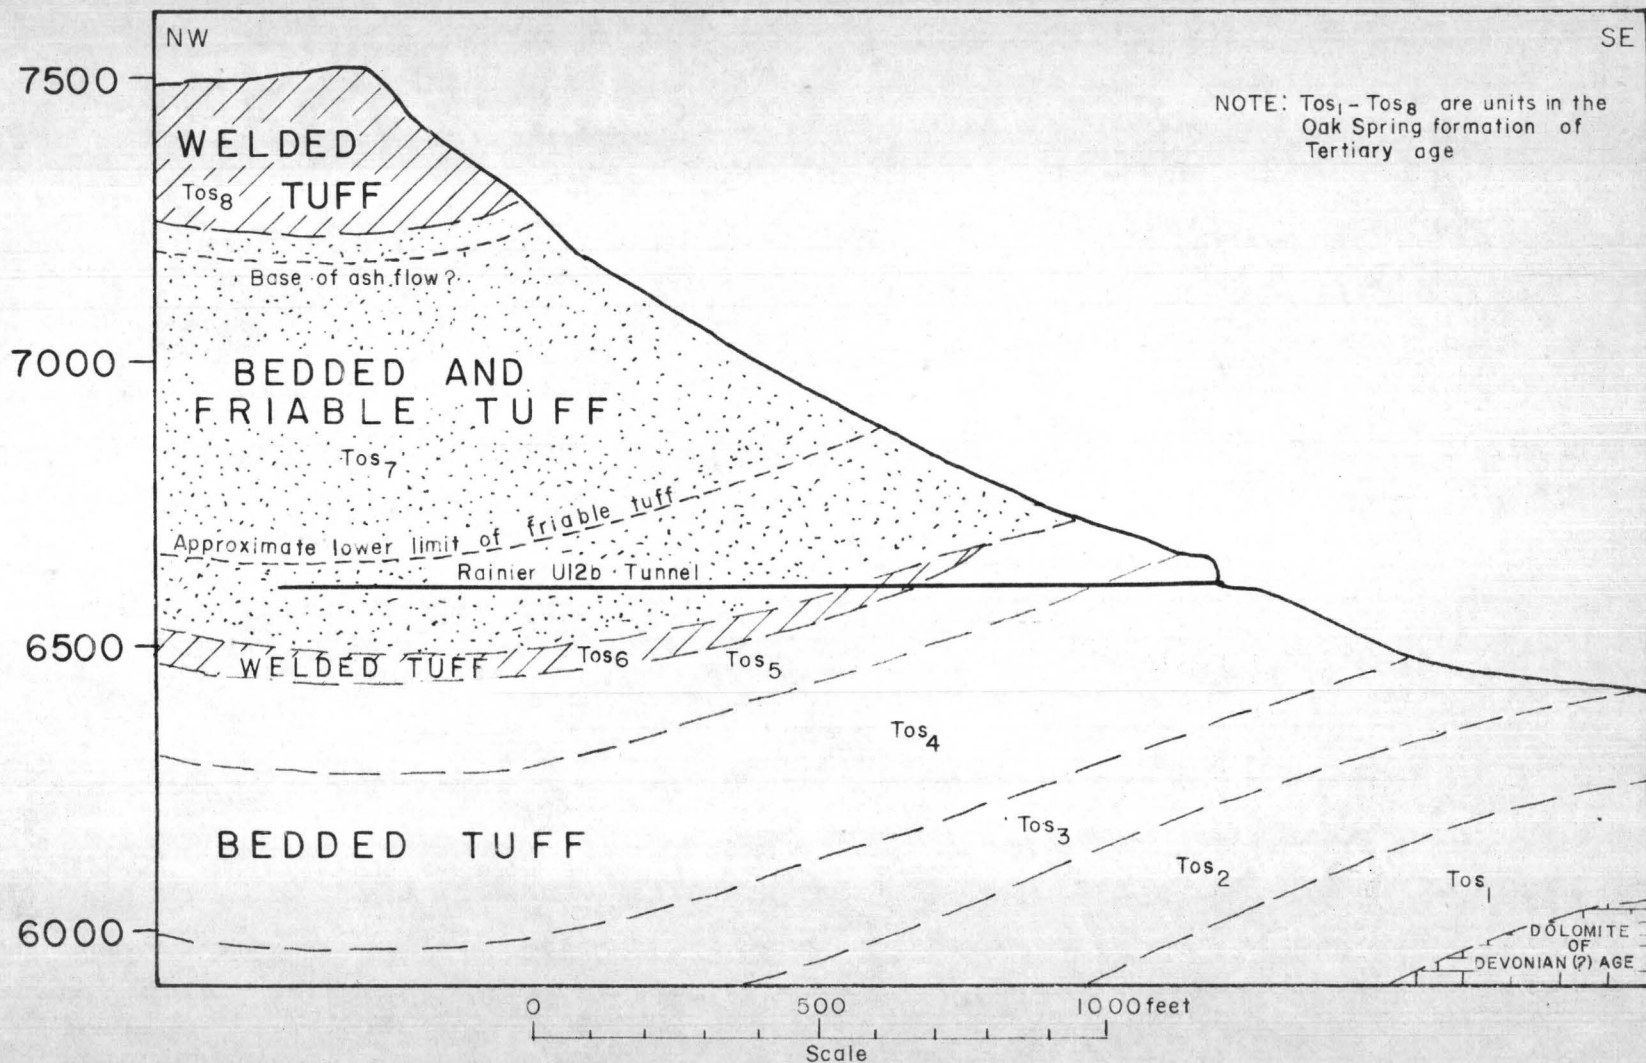 NW
SE
7500
NOTE: Tos₁ - Tos₈ are units in the
Oak Spring formation of
Tertiary age
WELDED
TUFF
Tos₈
Base of ash flow?
7000
BEDDED AND
FRIABLE TUFF
Tos₇
Approximate lower limit of friable tuff
Rainier U12b Tunnel
6500
WELDED TUFF
Tos₆
Tos₅
Tos₄
BEDDED TUFF
Tos₃
Tos₂
Tos₁
6000
DOLOMITE
OF
DEVONIAN (?) AGE
0 500 1000 feet
Scale